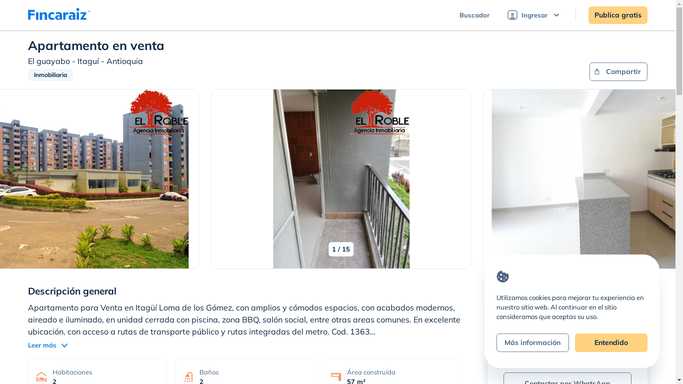 Fincaraiz
Buscador
Ingresar
Publica gratis
Apartamento en venta
El guayabo - Itaguí - Antioquia
Inmobiliaria
Compartir
EL ROBLE
Agencia Inmobiliaria
EL ROBLE
Agencia Inmobiliaria
1 / 15
Descripción general
Apartamento para Venta en Itagüí Loma de los Gómez, con amplios y cómodos espacios, con acabados modernos,
aireado e iluminado, en unidad cerrada con piscina, zona BBQ, salón social, entre otras areas comunes. En excelente
ubicación, con acceso a rutas de transporte público y rutas integradas del metro. Cod. 1363...
Leer más
Habitaciones
2
Baños
2
Área construida
57 m²
Utilizamos cookies para mejorar tu experiencia en
nuestro sitio web. Al continuar en el sitio
consideramos que aceptas su uso.
Más información
Entendido
Contactar por WhatsApp